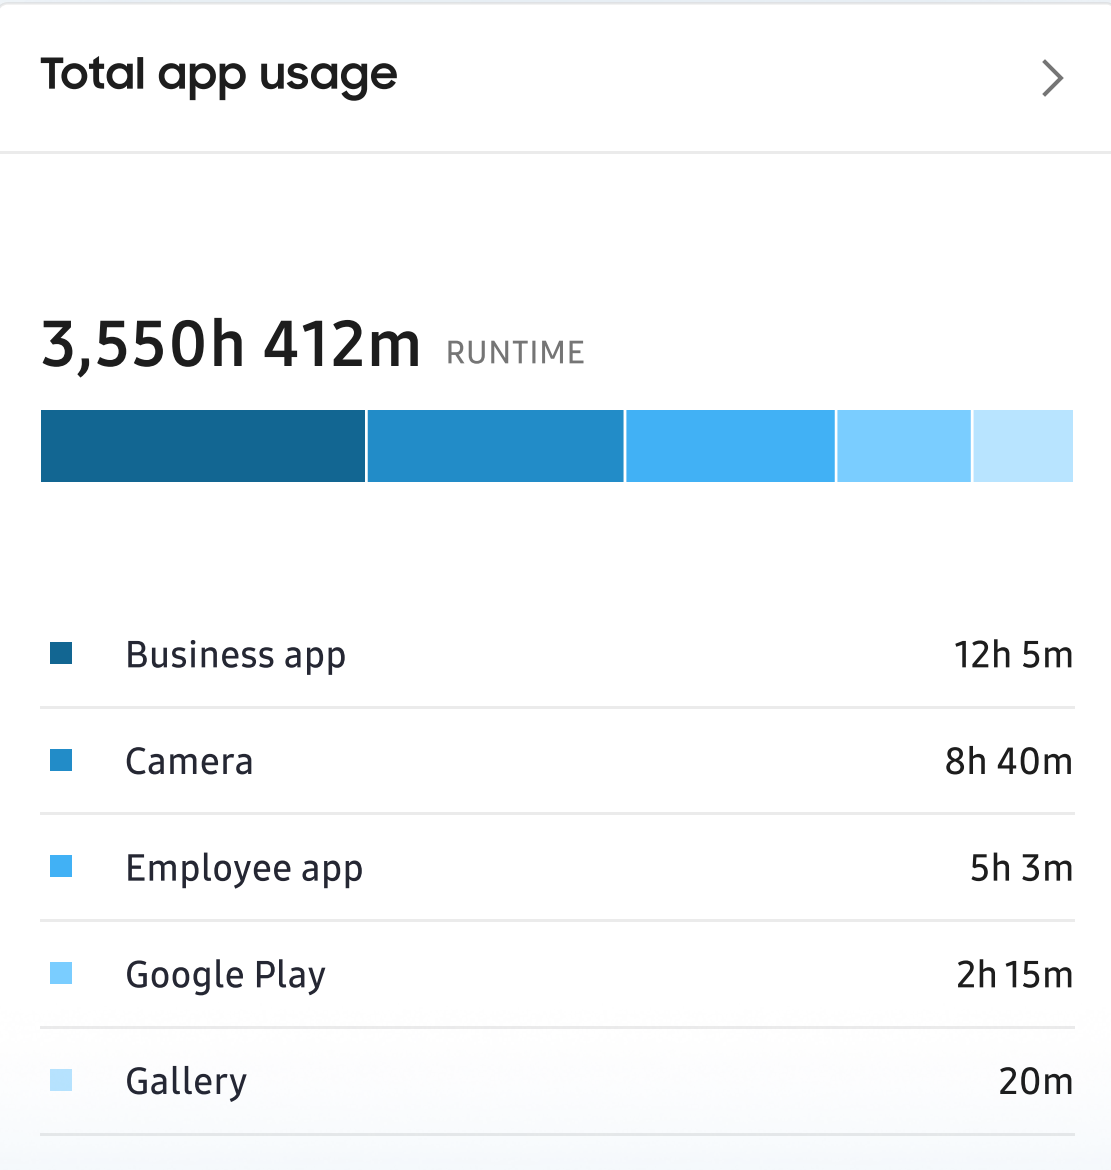 Total app usage
3,550h 412m RUNTIME
Business app 12h 5m
Camera 8h 40m
Employee app 5h 3m
Google Play 2h 15m
Gallery 20m